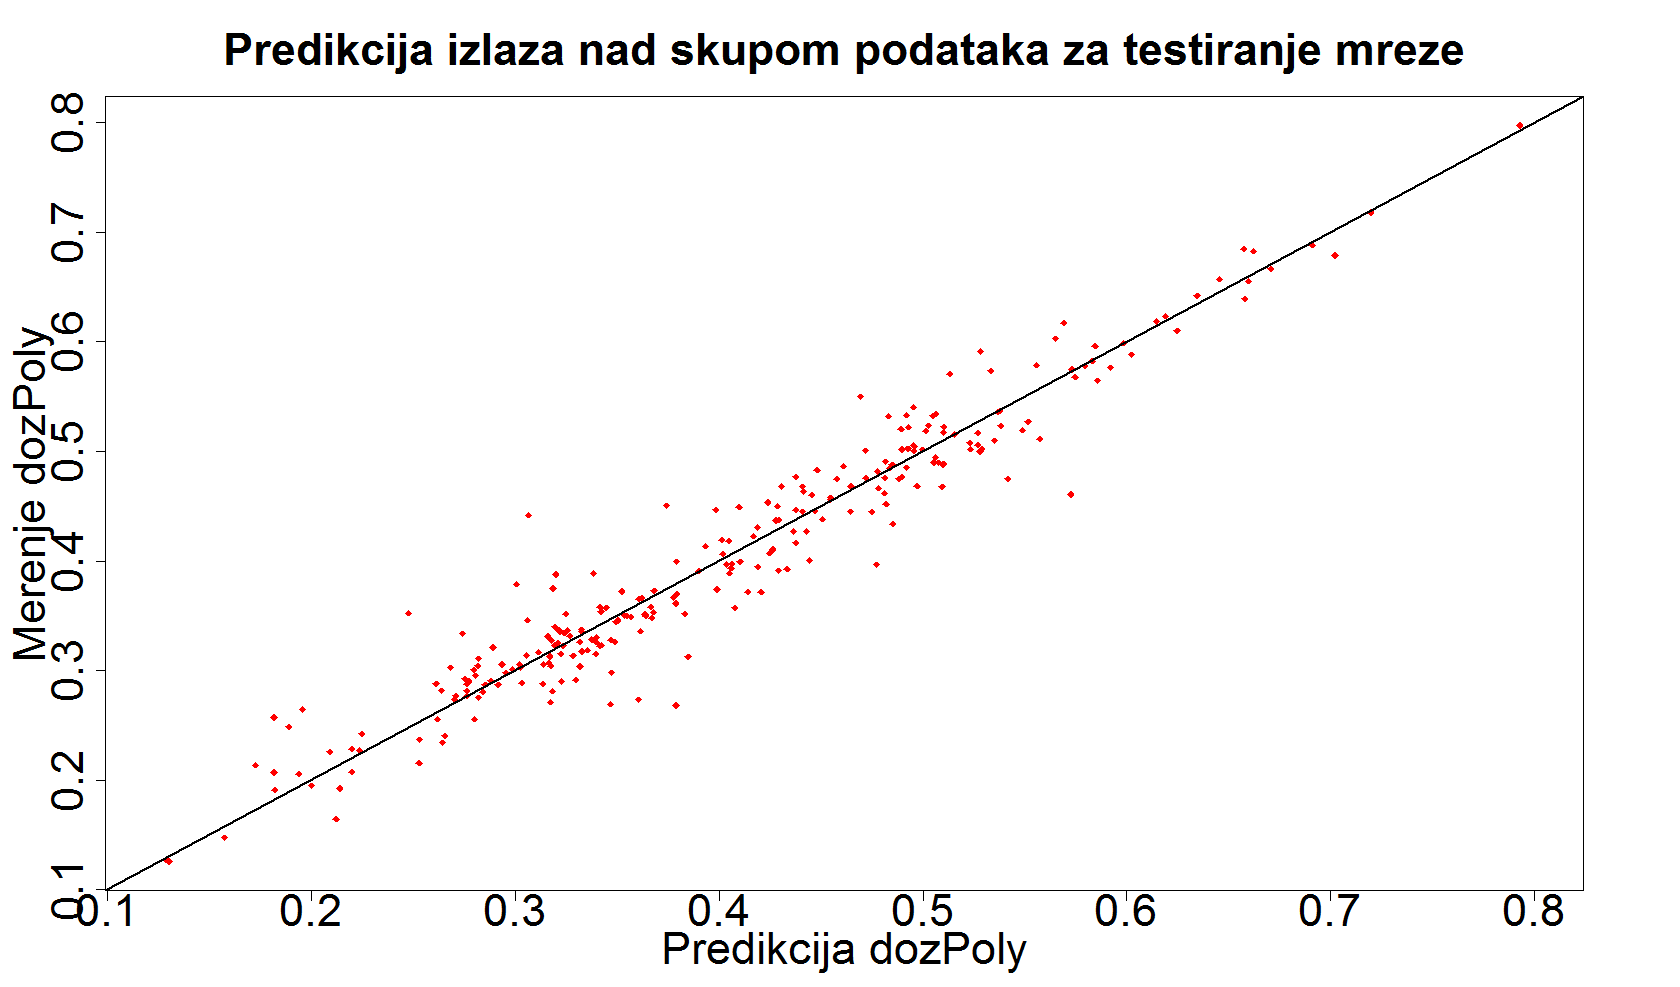 Predikcija izlaza nad skupom podataka za testiranje mreze
Merenje dozPoly
0.8
0.7
0.6
0.5
0.4
0.3
0.2
0.1
0.1 0.2 0.3 0.4 0.5 0.6 0.7 0.8
Predikcija dozPoly